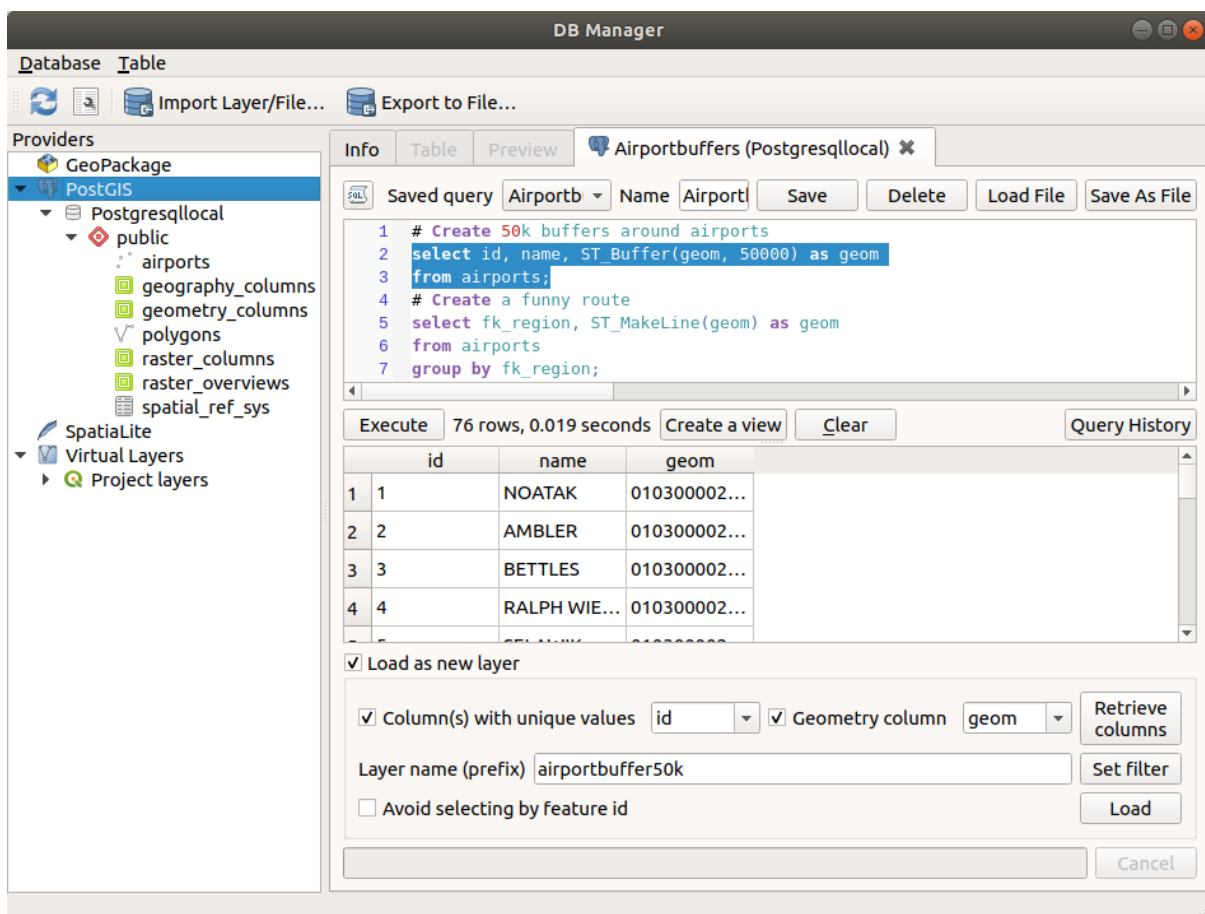 DB Manager
Database Table
Import Layer/File... Export to File...
Providers
GeoPackage
PostGIS
Postgresqllocal
public
airports
geography_columns
geometry_columns
polygons
raster_columns
raster_overviews
spatial_ref_sys
SpatiaLite
Virtual Layers
Project layers
Info Table Preview Airportbuffers (Postgresqllocal)
SQL Saved query Airportb Name Airport Save Delete Load File Save As File
1 # Create 50k buffers around airports
2 select id, name, ST_Buffer(geom, 50000) as geom
3 from airports;
4 # Create a funny route
5 select fk_region, ST_MakeLine(geom) as geom
6 from airports
7 group by fk_region;
Execute 76 rows, 0.019 seconds Create a view Clear Query History
id name geom
1 1 NOATAK 010300002...
2 2 AMBLER 010300002...
3 3 BETTLES 010300002...
4 4 RALPH WIE... 010300002...
Load as new layer
Column(s) with unique values id Geometry column geom Retrieve columns
Layer name (prefix) airportbuffer50k Set filter
Avoid selecting by feature id Load
Cancel